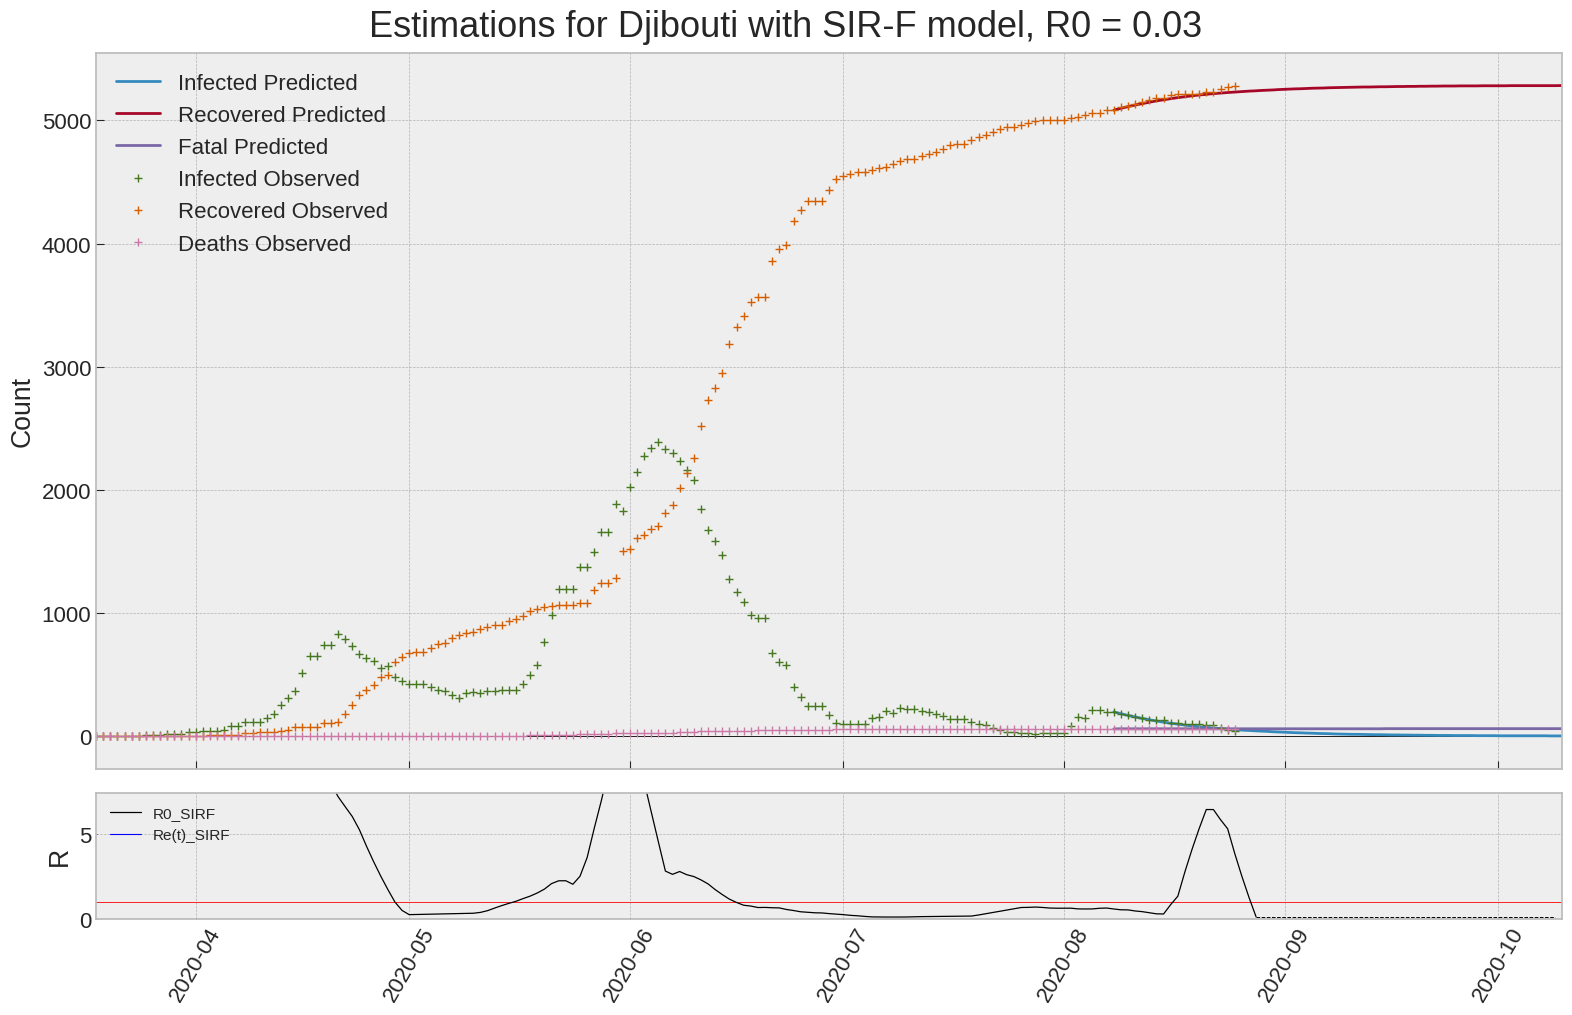 Estimations for Djibouti with SIR-F model, R0 = 0.03
Infected Predicted
Recovered Predicted
Fatal Predicted
Infected Observed
Recovered Observed
Deaths Observed
Count
5000
4000
3000
2000
1000
0
R0_SIRF
Re(t)_SIRF
R
5
0
2020-04
2020-05
2020-06
2020-07
2020-08
2020-09
2020-10